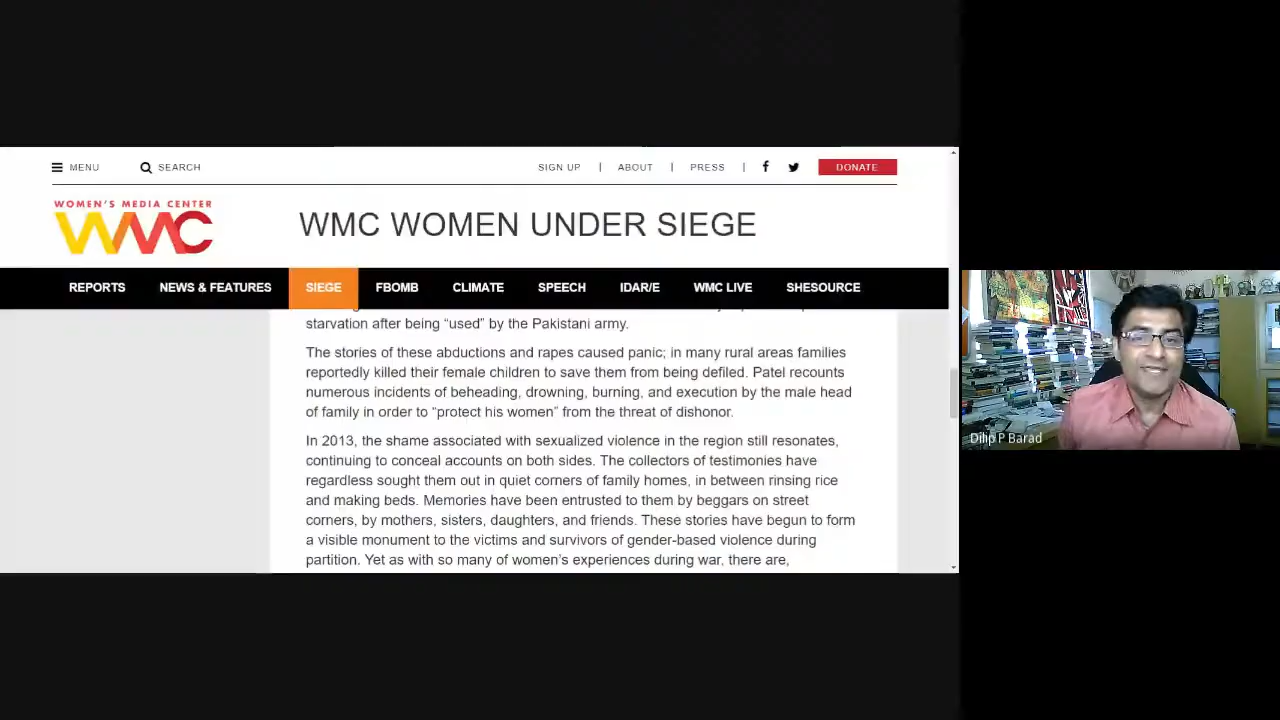 MENU
SEARCH
SIGN UP | ABOUT | PRESS |
DONATE
WOMEN'S MEDIA CENTER
WMC
WMC WOMEN UNDER SIEGE
REPORTS NEWS & FEATURES SIEGE FBOMB CLIMATE SPEECH IDAR/E WMC LIVE SHESOURCE
starvation after being “used” by the Pakistani army.
The stories of these abductions and rapes caused panic; in many rural areas families
reportedly killed their female children to save them from being defiled. Patel recounts
numerous incidents of beheading, drowning, burning, and execution by the male head
of family in order to “protect his women” from the threat of dishonor.
In 2013, the shame associated with sexualized violence in the region still resonates,
continuing to conceal accounts on both sides. The collectors of testimonies have
regardless sought them out in quiet corners of family homes, in between rinsing rice
and making beds. Memories have been entrusted to them by beggars on street
corners, by mothers, sisters, daughters, and friends. These stories have begun to form
a visible monument to the victims and survivors of gender-based violence during
partition. Yet as with so many of women’s experiences during war, there are,
Dilip P Barad